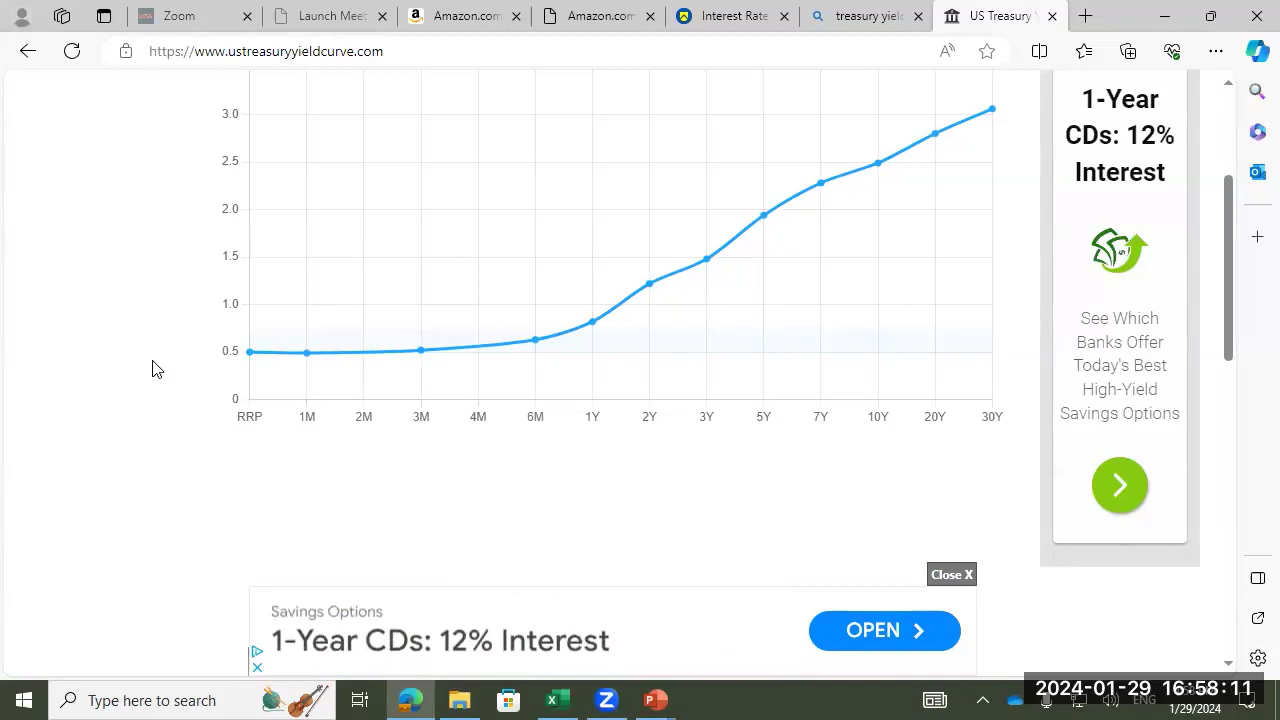 Zoom
Launch Meet
Amazon.com
Amazon.com
Interest Rate
treasury yiel
US Treasury
https://www.ustreasuryyieldcurve.com
3.0
2.5
2.0
1.5
1.0
0.5
0
RRP 1M 2M 3M 4M 6M 1Y 2Y 3Y 5Y 7Y 10Y 20Y 30Y
1-Year
CDs: 12%
Interest
See Which
Banks Offer
Today's Best
High-Yield
Savings Options
Close X
Savings Options
1-Year CDs: 12% Interest
OPEN
Type here to search
2024-01-29 16:58:11
ENG
1/29/2024